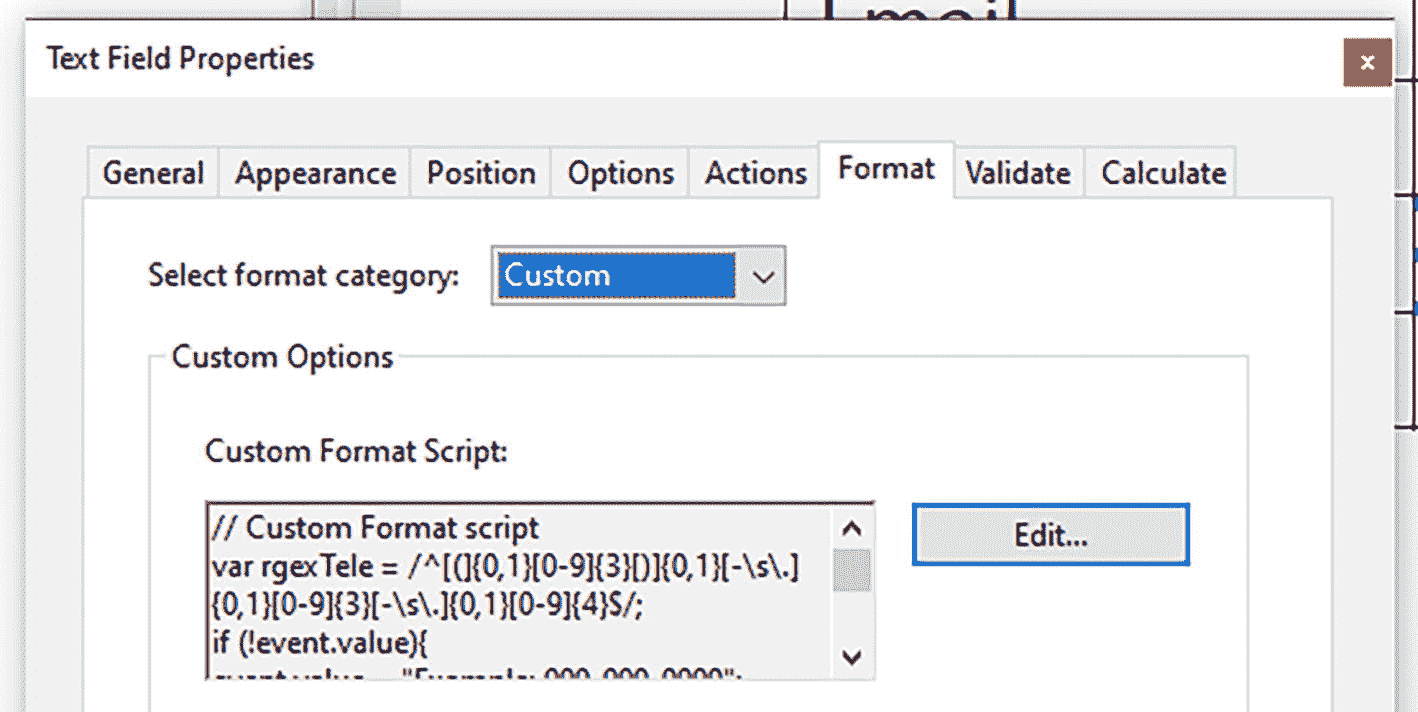 Text Field Properties
x
General Appearance Position Options Actions Format Validate Calculate
Select format category: Custom
Custom Options
Custom Format Script:
// Custom Format script
var rgexTele = /^[(]{0,1}[0-9]{3}[)]{0,1}[-\s\.]
{0,1}[0-9]{3}[-\s\.]{0,1}[0-9]{4}S/;
if (!event.value){
Edit...